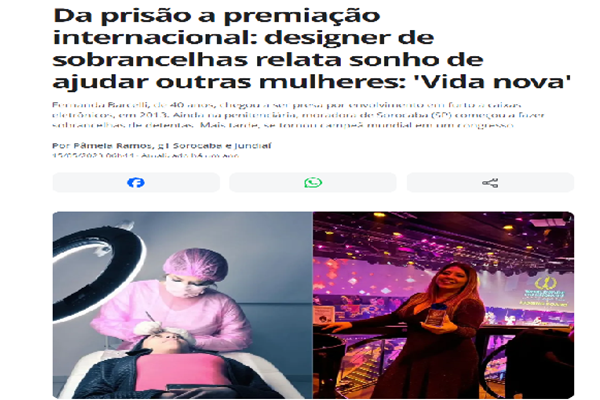 Da prisão a premiação
internacional: designer de
sobrancelhas relata sonho de
ajudar outras mulheres: 'Vida nova'
Fernanda Barcelli, de 40 anos, chegou a ser presa por envolvimento em furto a caixas
eletrônicos, em 2013. Ainda na penitenciária, moradora de Sorocaba (SP) começou a fazer
sobrancelhas de detentas. Mais tarde, se tornou campeã mundial em um congresso.
Por Pâmela Ramos, g1 Sorocaba e Jundiaí
15/05/2023 Atualizado há um ano